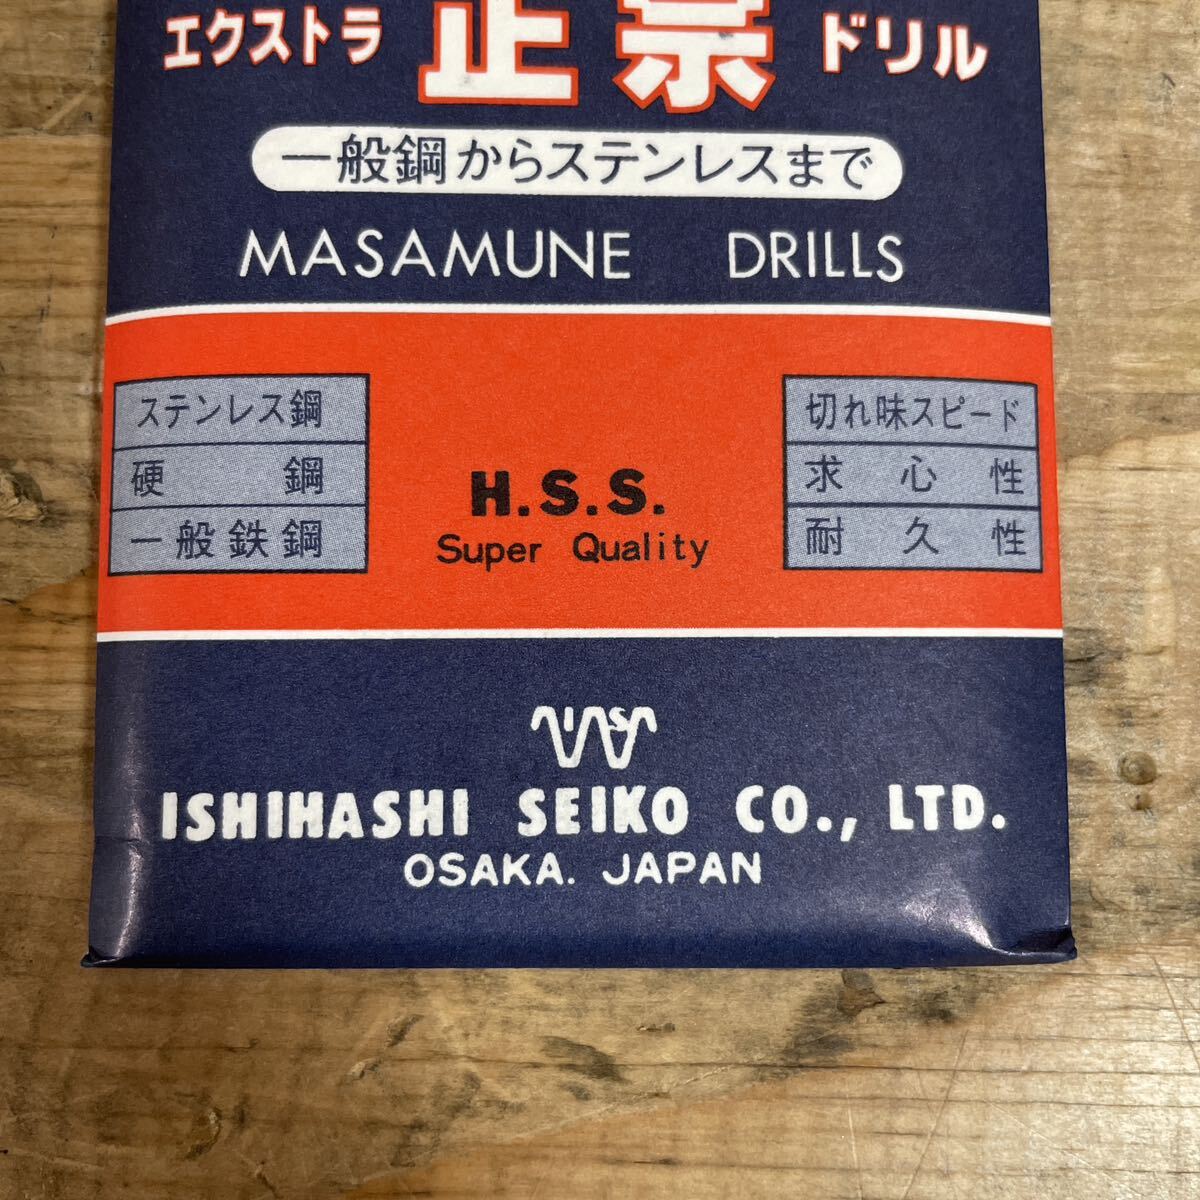 エクストラ 正宗 ドリル
一般鋼からステンレスまで
MASAMUNE DRILLS
ステンレス鋼
硬 鋼
一般鉄鋼
H.S.S.
Super Quality
切れ味スピード
求心性
耐久性
IS
ISHIHASHI SEIKO CO., LTD.
OSAKA. JAPAN